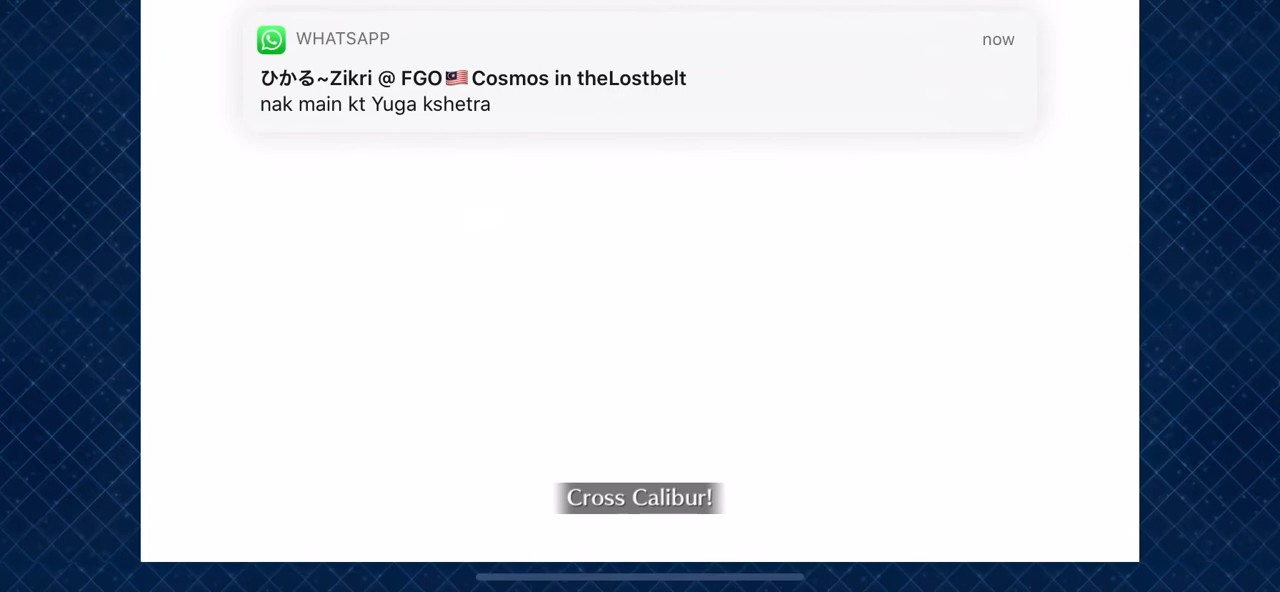 WHATSAPP
now
ひかる~Zikri @ FGO🇲🇾Cosmos in theLostbelt
nak main kt Yuga kshetra
Cross Calibur!